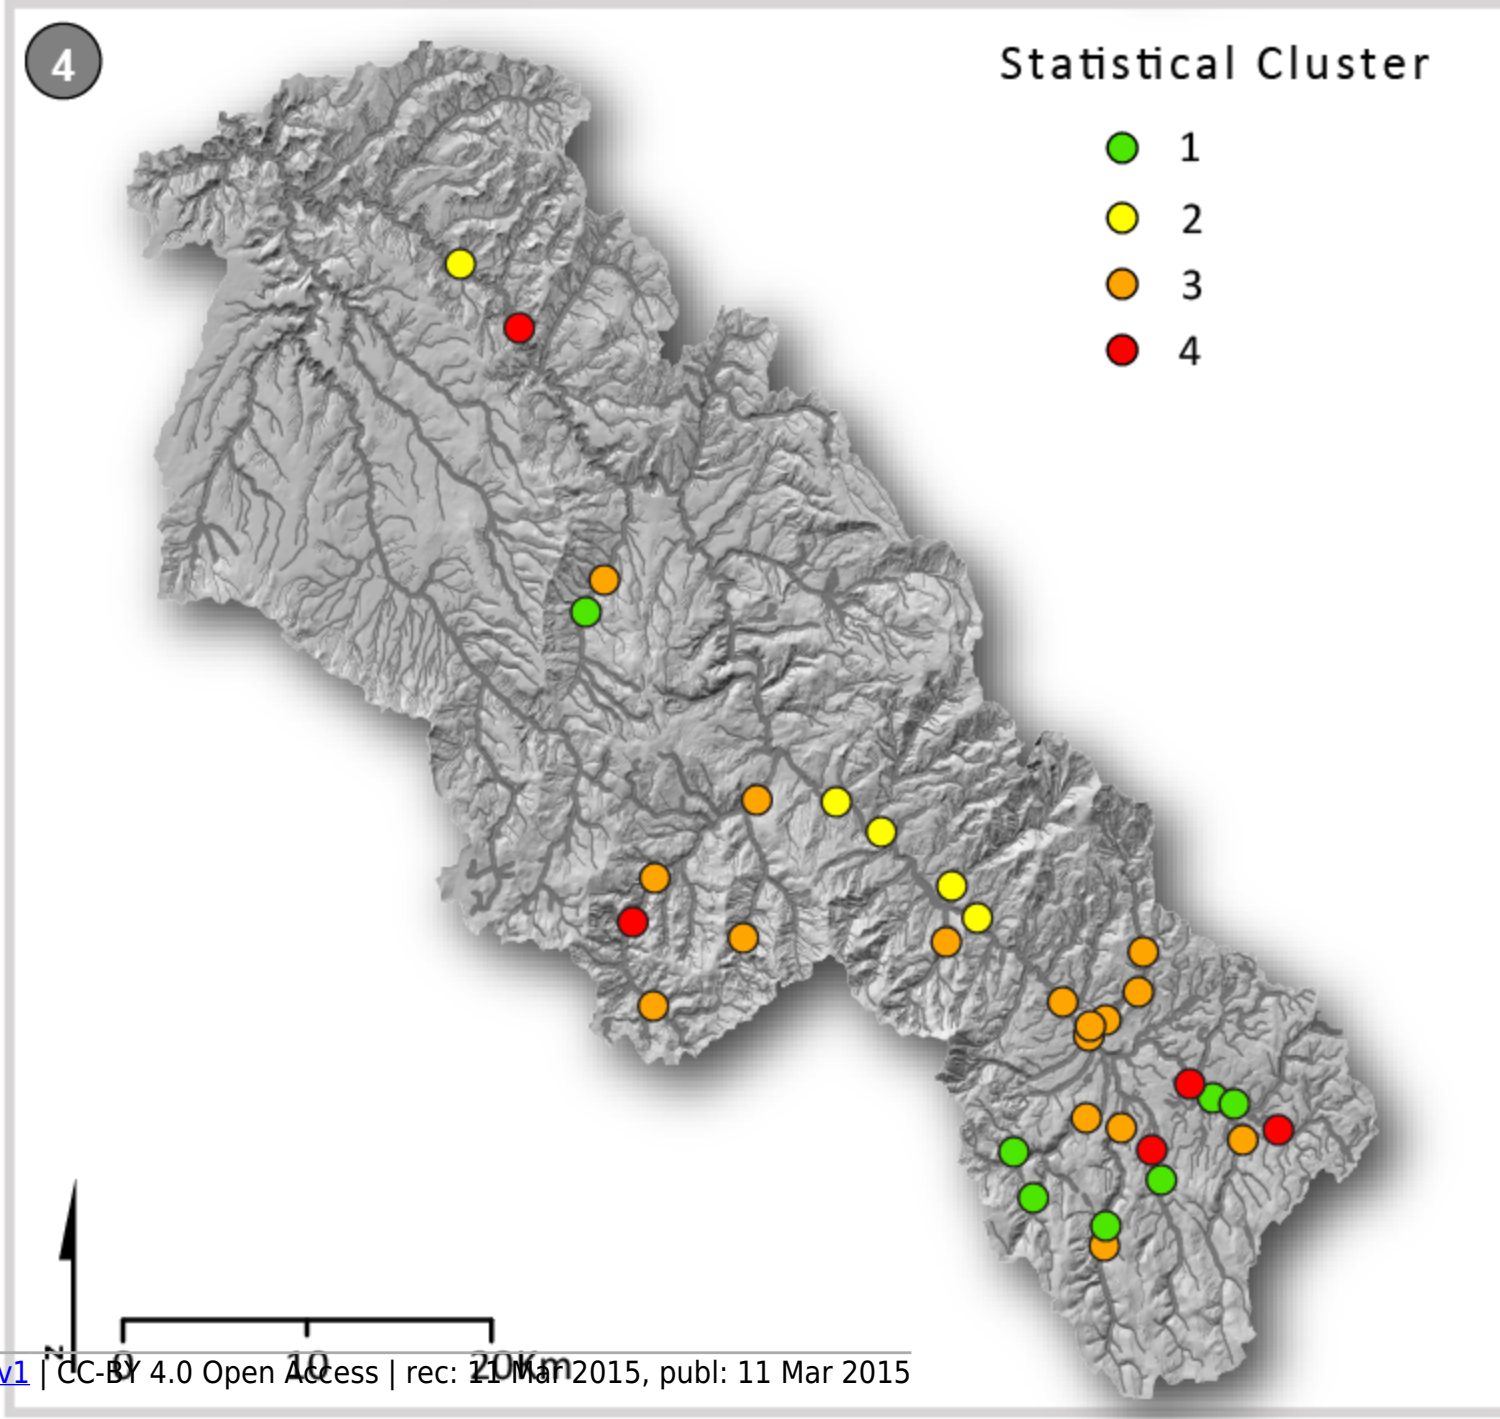 4
Statistical Cluster
1
2
3
4
N
0 10 20Km
v1 | CC-BY 4.0 Open Access | rec: 11 Mar 2015, publ: 11 Mar 2015